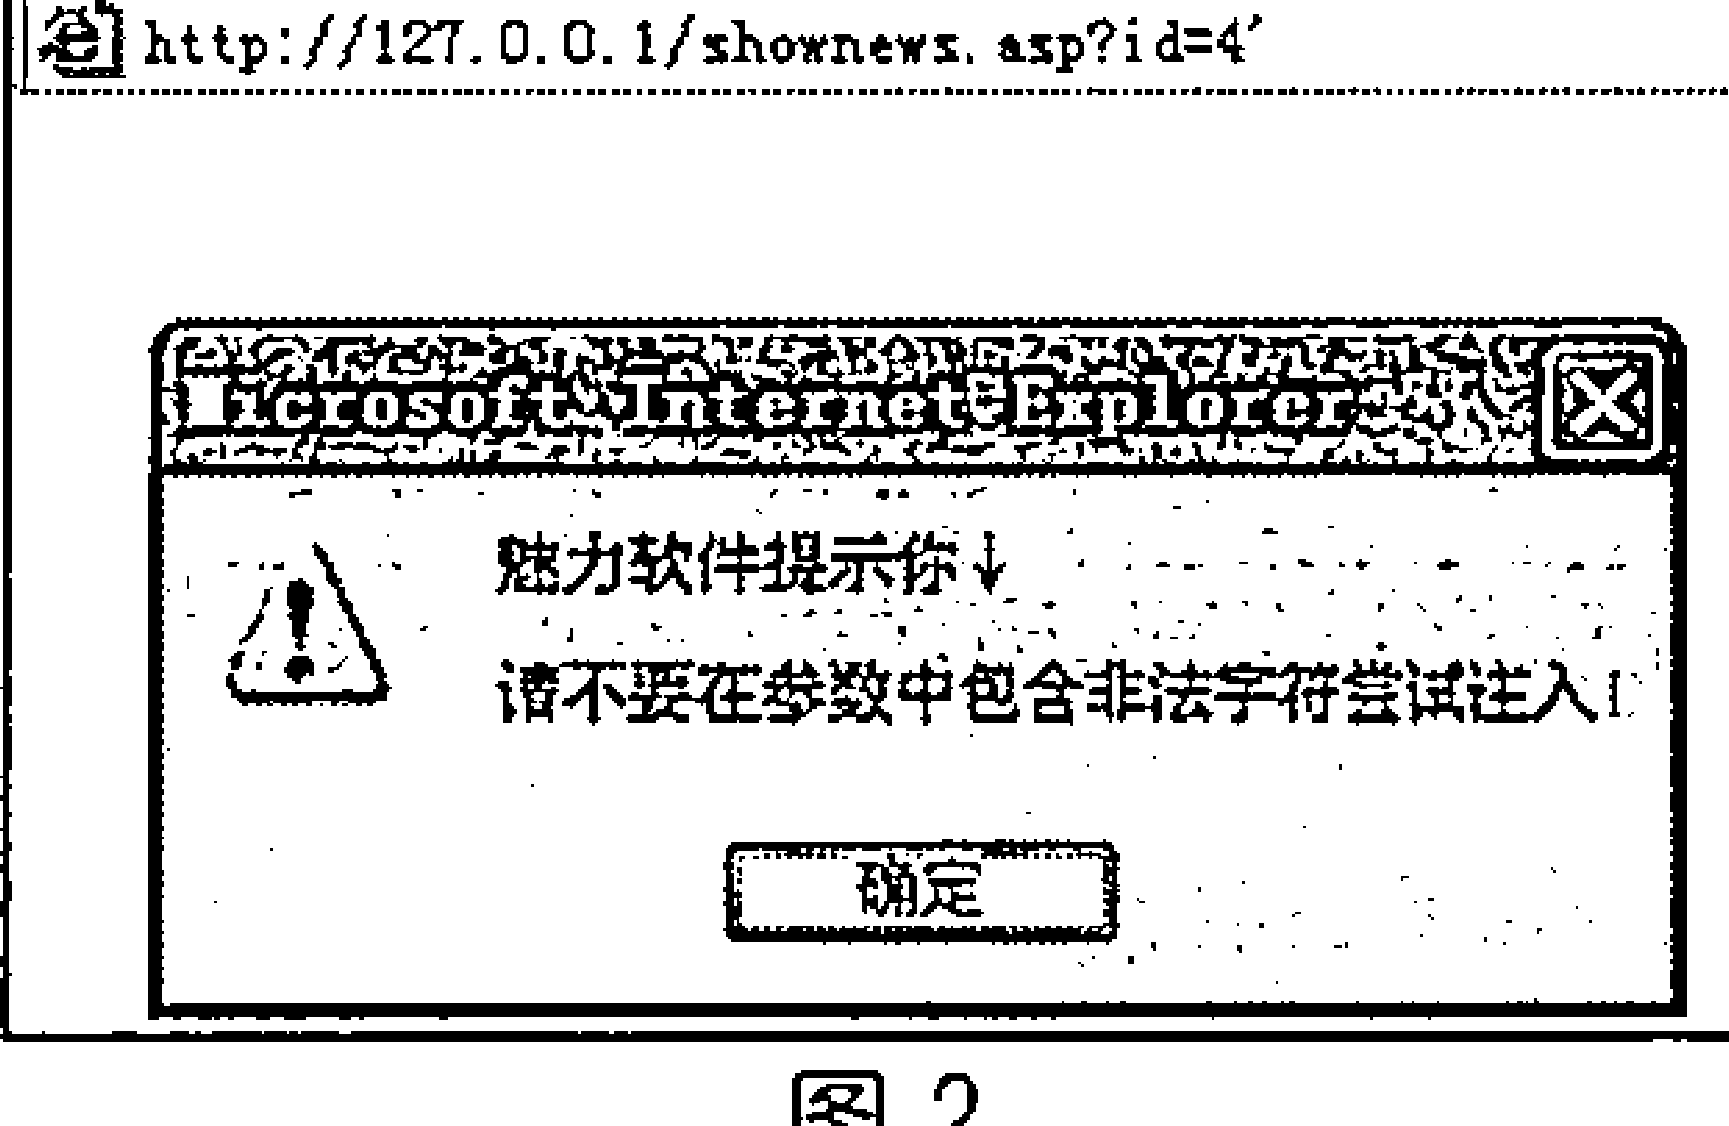 http://127.0.0.1/shownews.asp?id=4'
Microsoft Internet Explorer
魅力软件提示你↓
请不要在参数中包含非法字符尝试注入!
确定
图 2